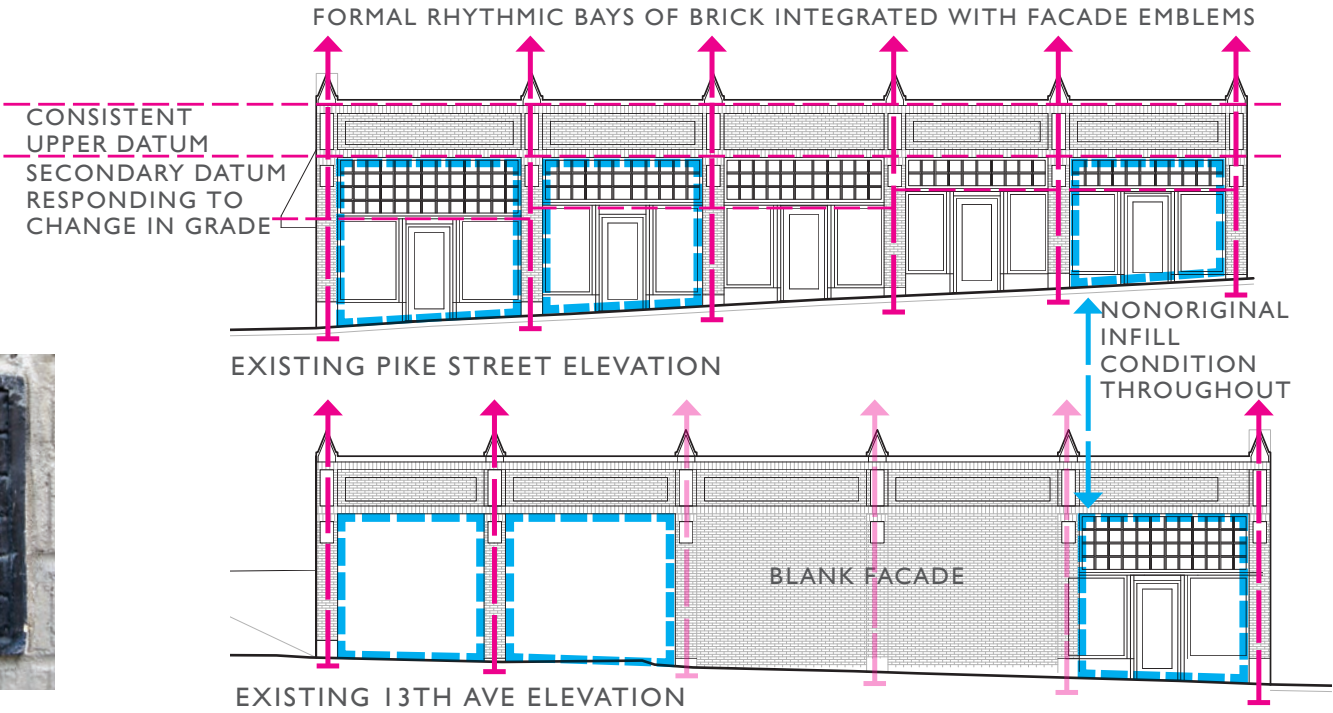 FORMAL RHYTHMIC BAYS OF BRICK INTEGRATED WITH FACADE EMBLEMS
CONSISTENT
UPPER DATUM
SECONDARY DATUM
RESPONDING TO
CHANGE IN GRADE
NONORIGINAL
INFILL
CONDITION
THROUGHOUT
EXISTING PIKE STREET ELEVATION
BLANK FACADE
EXISTING 13TH AVE ELEVATION